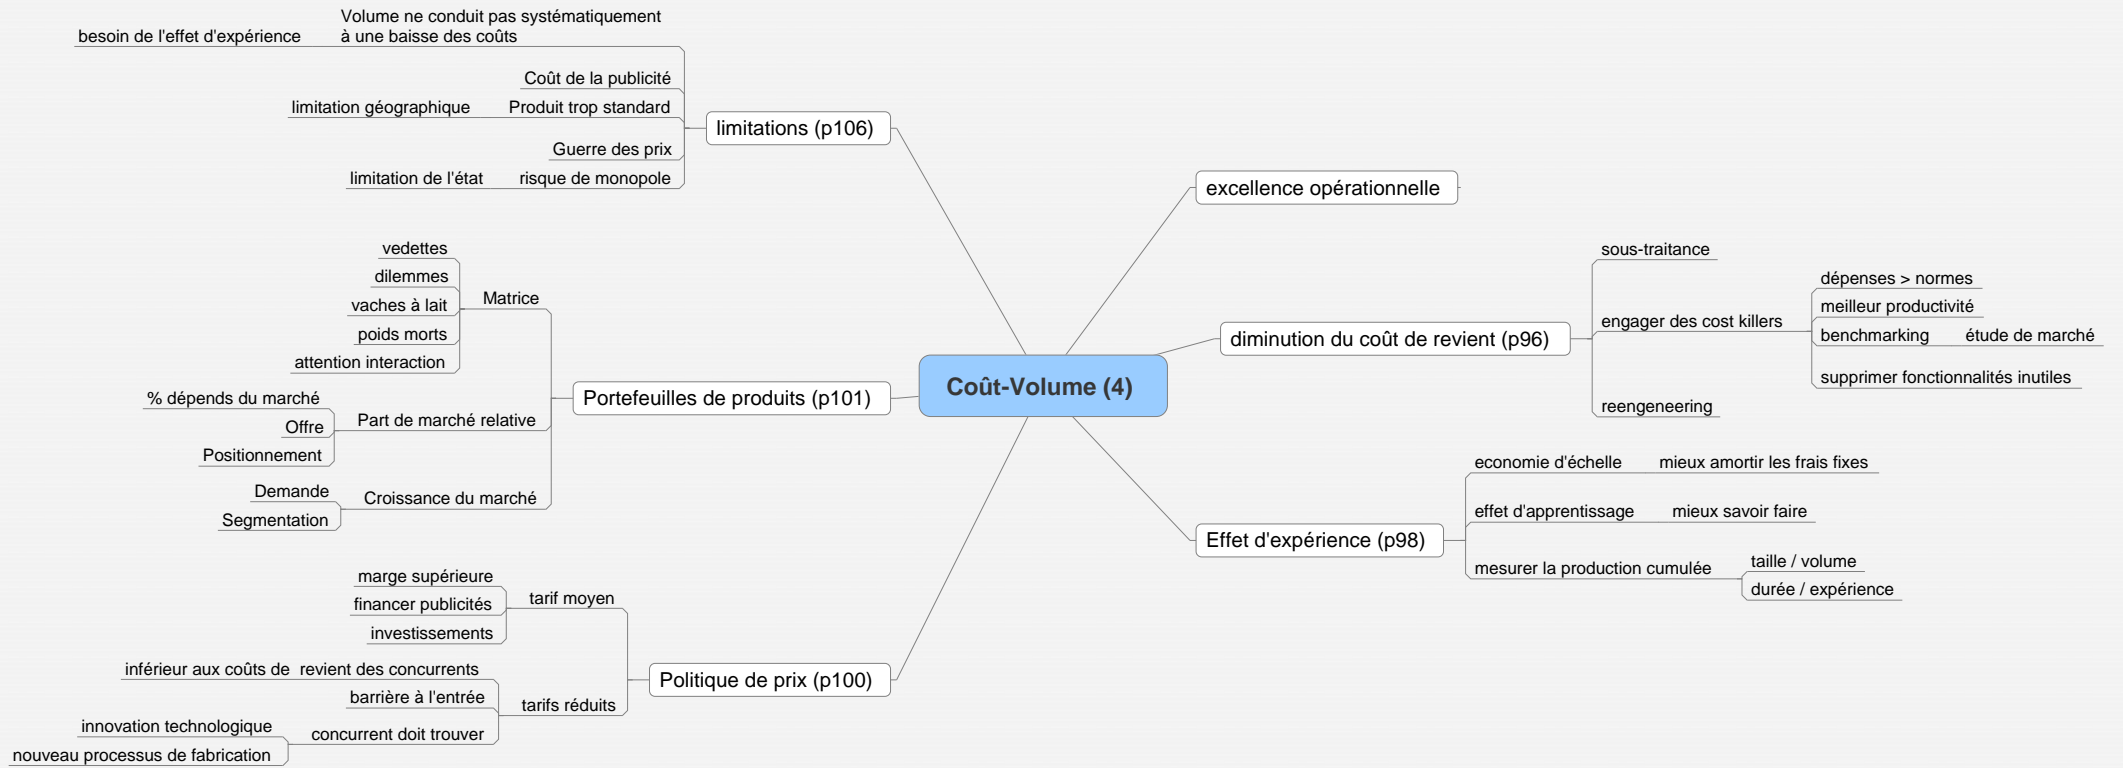 Coût-Volume (4)
excellence opérationnelle
diminution du coût de revient (p96)
sous-traitance
engager des cost killers
dépenses > normes
meilleur productivité
benchmarking
étude de marché
supprimer fonctionnalités inutiles
reengeneering
Effet d'expérience (p98)
economie d'échelle
mieux amortir les frais fixes
effet d'apprentissage
mieux savoir faire
mesurer la production cumulée
taille / volume
durée / expérience
limitations (p106)
Volume ne conduit pas systématiquement
à une baisse des coûts
besoin de l'effet d'expérience
Coût de la publicité
Produit trop standard
limitation géographique
Guerre des prix
risque de monopole
limitation de l'état
Portefeuilles de produits (p101)
Matrice
vedettes
dilemmes
vaches à lait
poids morts
attention interaction
Part de marché relative
% dépends du marché
Offre
Positionnement
Croissance du marché
Demande
Segmentation
Politique de prix (p100)
tarif moyen
marge supérieure
financer publicités
investissements
tarifs réduits
inférieur aux coûts de  revient des concurrents
barrière à l'entrée
concurrent doit trouver
innovation technologique
nouveau processus de fabrication